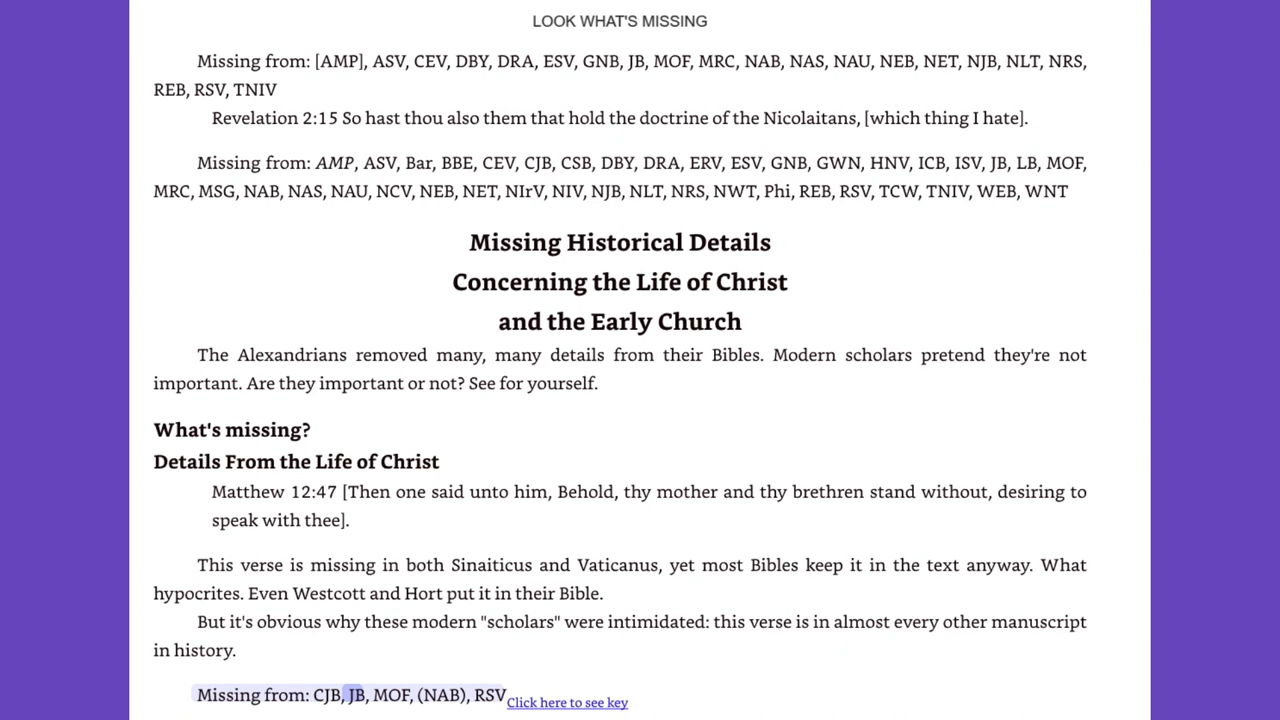 LOOK WHAT'S MISSING
Missing from: [AMP], ASV, CEV, DBY, DRA, ESV, GNB, JB, MOF, MRC, NAB, NAS, NAU, NEB, NET, NJB, NLT, NRS,
REB, RSV, TNIV
Revelation 2:15 So hast thou also them that hold the doctrine of the Nicolaitans, [which thing I hate].
Missing from: AMP, ASV, Bar, BBE, CEV, CJB, CSB, DBY, DRA, ERV, ESV, GNB, GWN, HNV, ICB, ISV, JB, LB, MOF,
MRC, MSG, NAB, NAS, NAU, NCV, NEB, NET, NIrV, NIV, NJB, NLT, NRS, NWT, Phi, REB, RSV, TCW, TNIV, WEB, WNT
Missing Historical Details
Concerning the Life of Christ
and the Early Church
The Alexandrians removed many, many details from their Bibles. Modern scholars pretend they're not
important. Are they important or not? See for yourself.
What's missing?
Details From the Life of Christ
Matthew 12:47 [Then one said unto him, Behold, thy mother and thy brethren stand without, desiring to
speak with thee].
This verse is missing in both Sinaiticus and Vaticanus, yet most Bibles keep it in the text anyway. What
hypocrites. Even Westcott and Hort put it in their Bible.
But it's obvious why these modern "scholars" were intimidated: this verse is in almost every other manuscript
in history.
Missing from: CJB, JB, MOF, (NAB), RSV Click here to see key